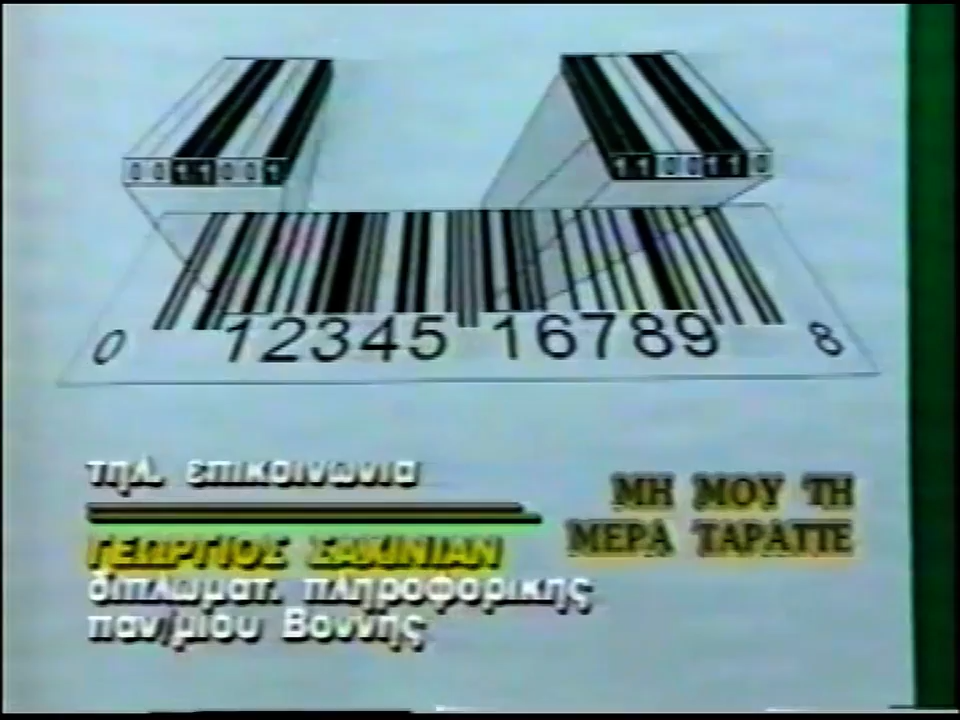 0011001
1100110
0 12345 16789 8
τηλ. επικοινωνια
ΓΕΩΡΓΙΟΣ ΣΑΚΙΝΙΑΝ
διπλωματ. πληροφορικης
παν/μιου Βοννης
ΜΗ ΜΟΥ ΤΗ
ΜΕΡΑ ΤΑΡΑΤΤΕ